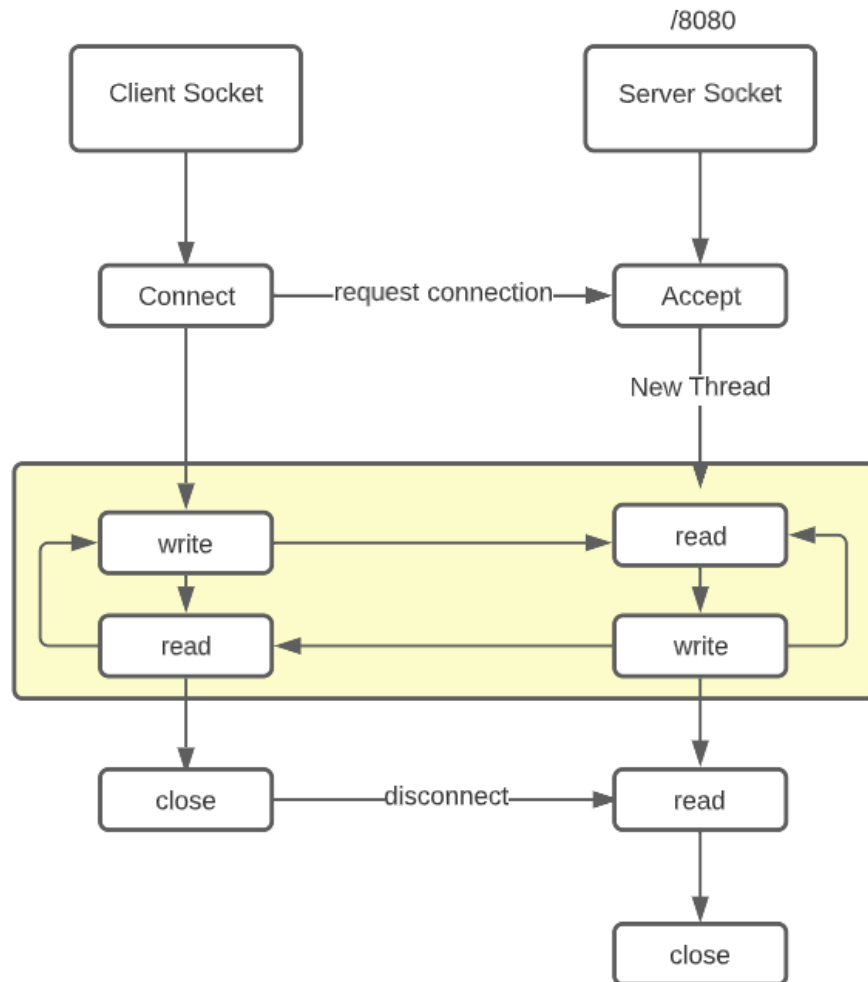 /8080
Client Socket
Server Socket
Connect
request connection
Accept
New Thread
write
read
read
write
close
disconnect
read
close